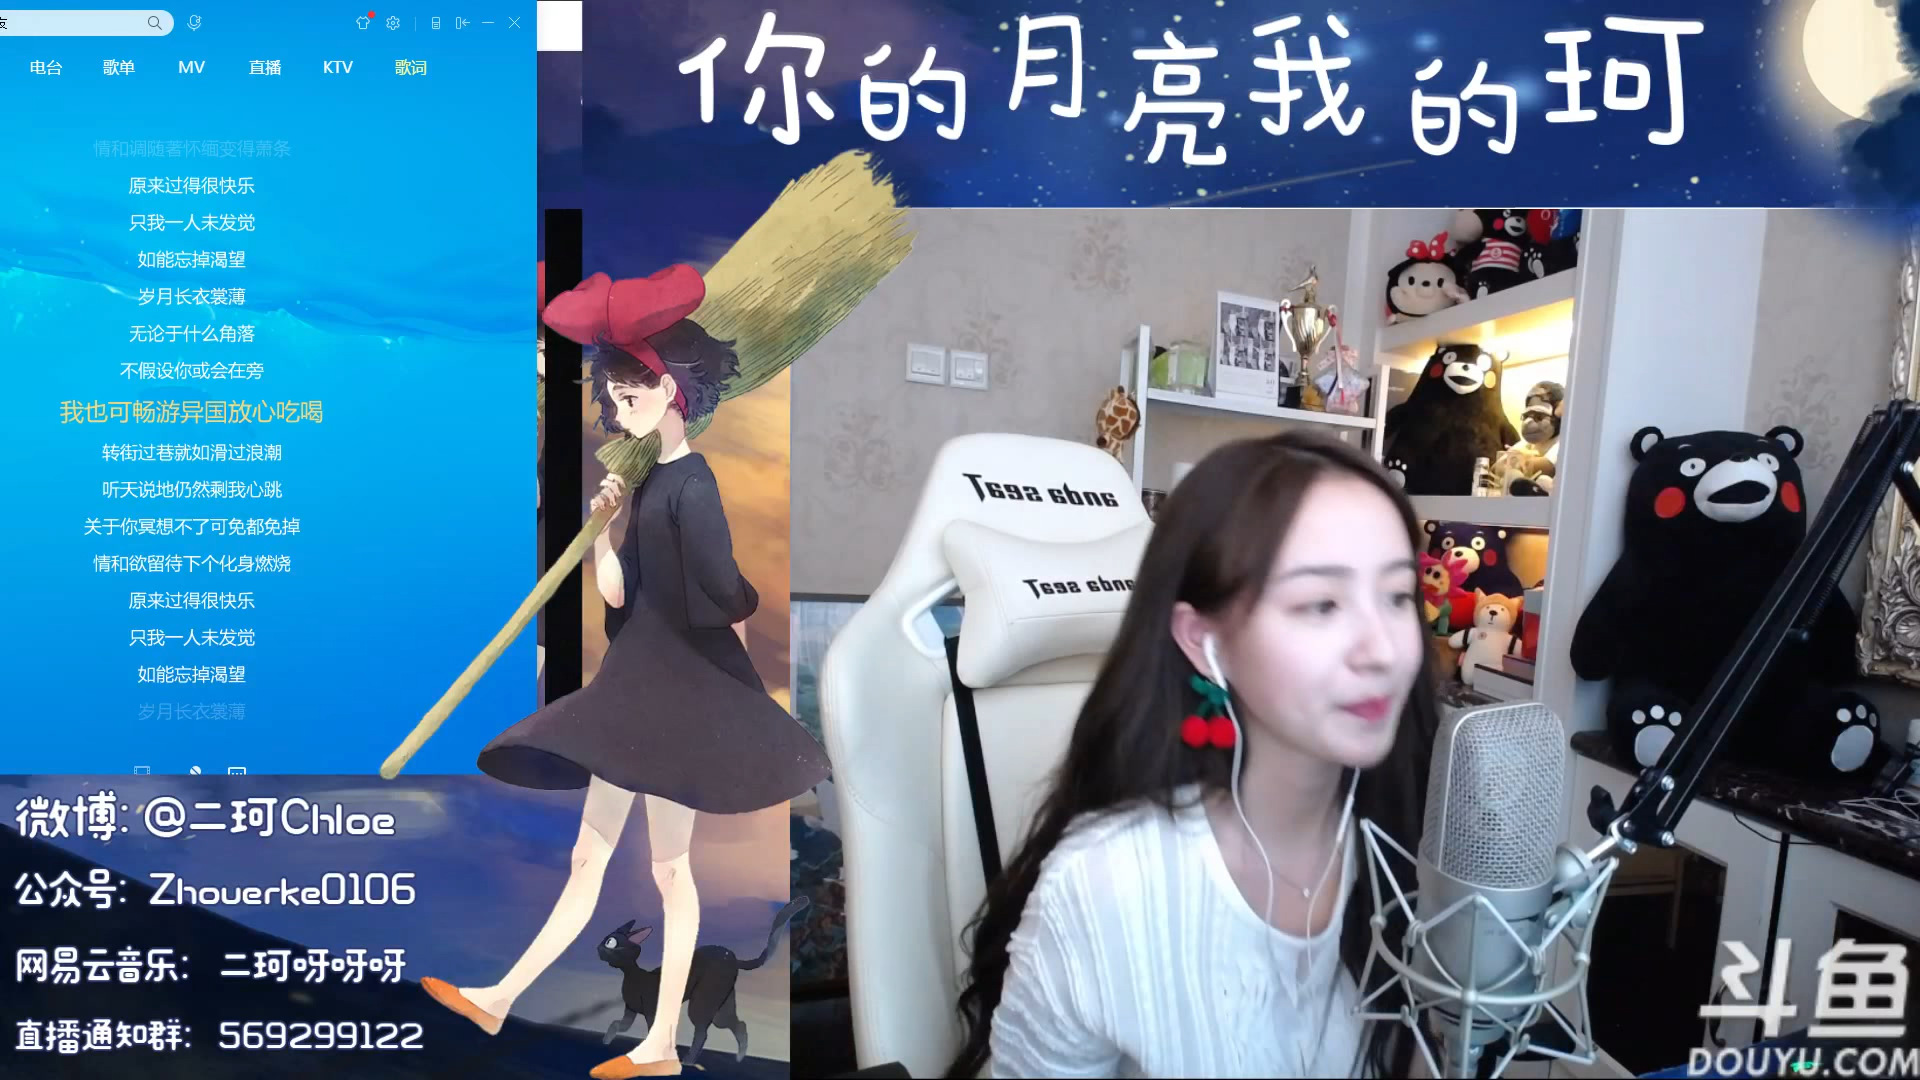 你的月亮我的珂
电台 歌单 MV 直播 KTV 歌词
情和调随著怀缅变得萧条
原来过得很快乐
只我一人未发觉
如能忘掉渴望
岁月长衣裳薄
无论于什么角落
不假设你或会在旁
我也可畅游异国放心吃喝
转街过巷就如滑过浪潮
听天说地仍然剩我心跳
关于你冥想不了可免都免掉
情和欲留待下个化身燃烧
原来过得很快乐
只我一人未发觉
如能忘掉渴望
岁月长衣裳薄
微博: @二珂Chloe
公众号: Zhouerke0106
网易云音乐: 二珂呀呀呀
直播通知群: 569299122
斗鱼
DOUYU.COM